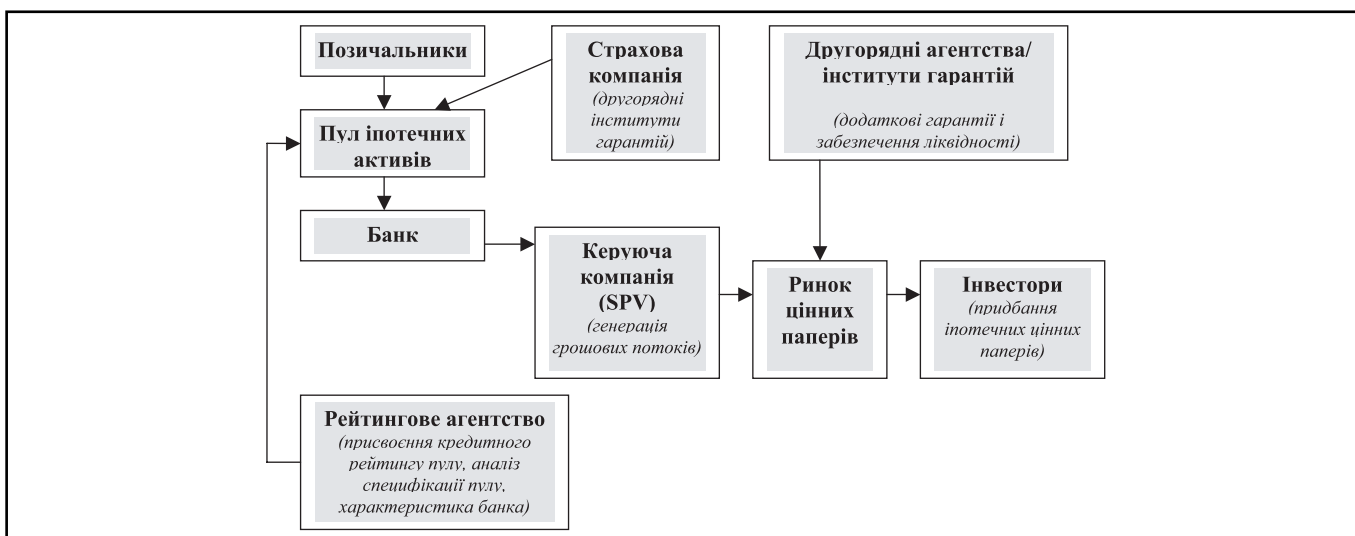 Позичальники
Страхова
компанія
(другорядні
інститути
гарантій)
Другорядні агентства/
інститути гарантій
(додаткові гарантії і
забезпечення ліквідності)
Пул іпотечних
активів
Банк
Керуюча
компанія
(SPV)
(генерація
грошових потоків)
Ринок
цінних
паперів
Інвестори
(придбання
іпотечних цінних
паперів)
Рейтингове агентство
(присвоєння кредитного
рейтингу пулу, аналіз
специфікації пулу,
характеристика банка)